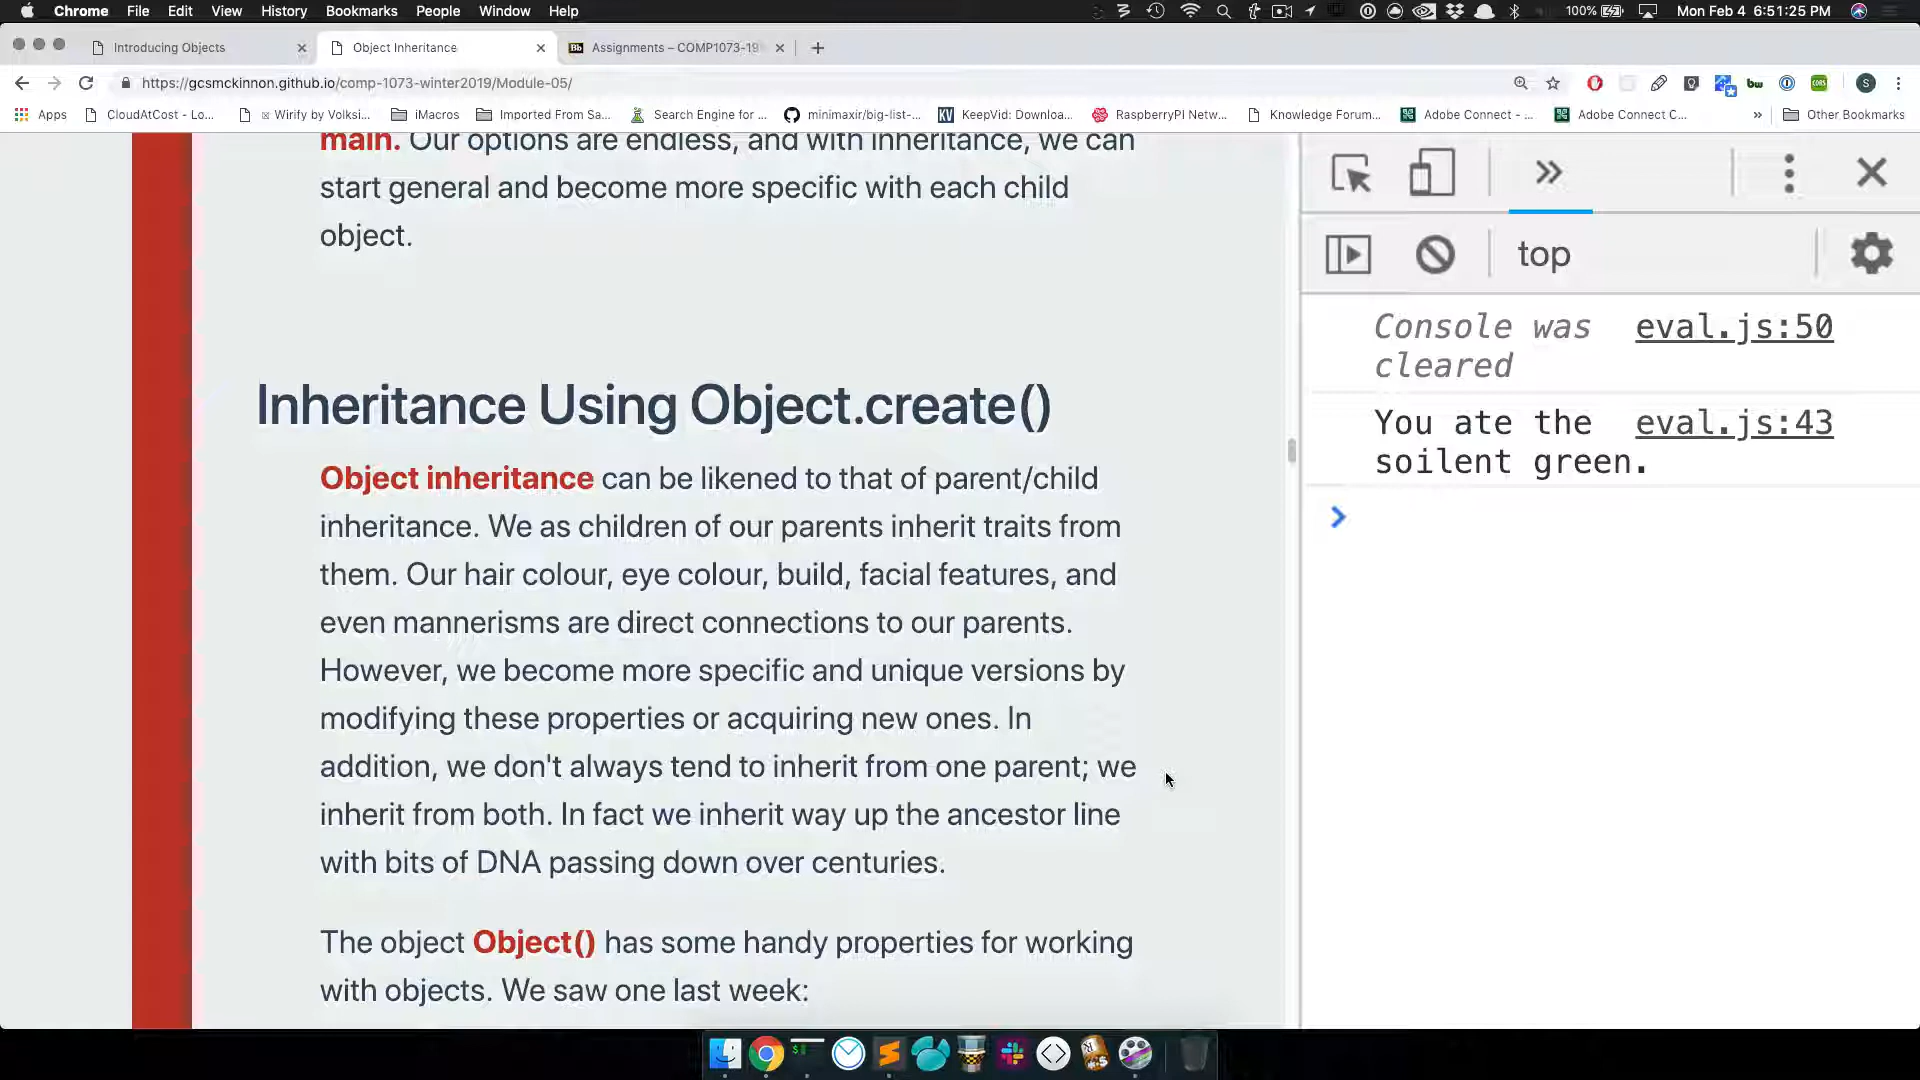 Chrome File Edit View History Bookmarks People Window Help 100% Mon Feb 4 6:51:25 PM
Introducing Objects Object Inheritance Bb Assignments – COMP1073-19
https://gcsmckinnon.github.io/comp-1073-winter2019/Module-05/ bw CORS S
Apps CloudAtCost - Lo... Wirify by Volksi... iMacros Imported From Sa... Search Engine for ... minimaxir/big-list-... KV KeepVid: Downloa... RaspberryPI Netw... Knowledge Forum... Adobe Connect - ... Adobe Connect C... » Other Bookmarks
main. Our options are endless, and with inheritance, we can
start general and become more specific with each child
object.
Inheritance Using Object.create()
Object inheritance can be likened to that of parent/child
inheritance. We as children of our parents inherit traits from
them. Our hair colour, eye colour, build, facial features, and
even mannerisms are direct connections to our parents.
However, we become more specific and unique versions by
modifying these properties or acquiring new ones. In
addition, we don't always tend to inherit from one parent; we
inherit from both. In fact we inherit way up the ancestor line
with bits of DNA passing down over centuries.
The object Object() has some handy properties for working
with objects. We saw one last week:
top
Console was eval.js:50
cleared
You ate the eval.js:43
soilent green.